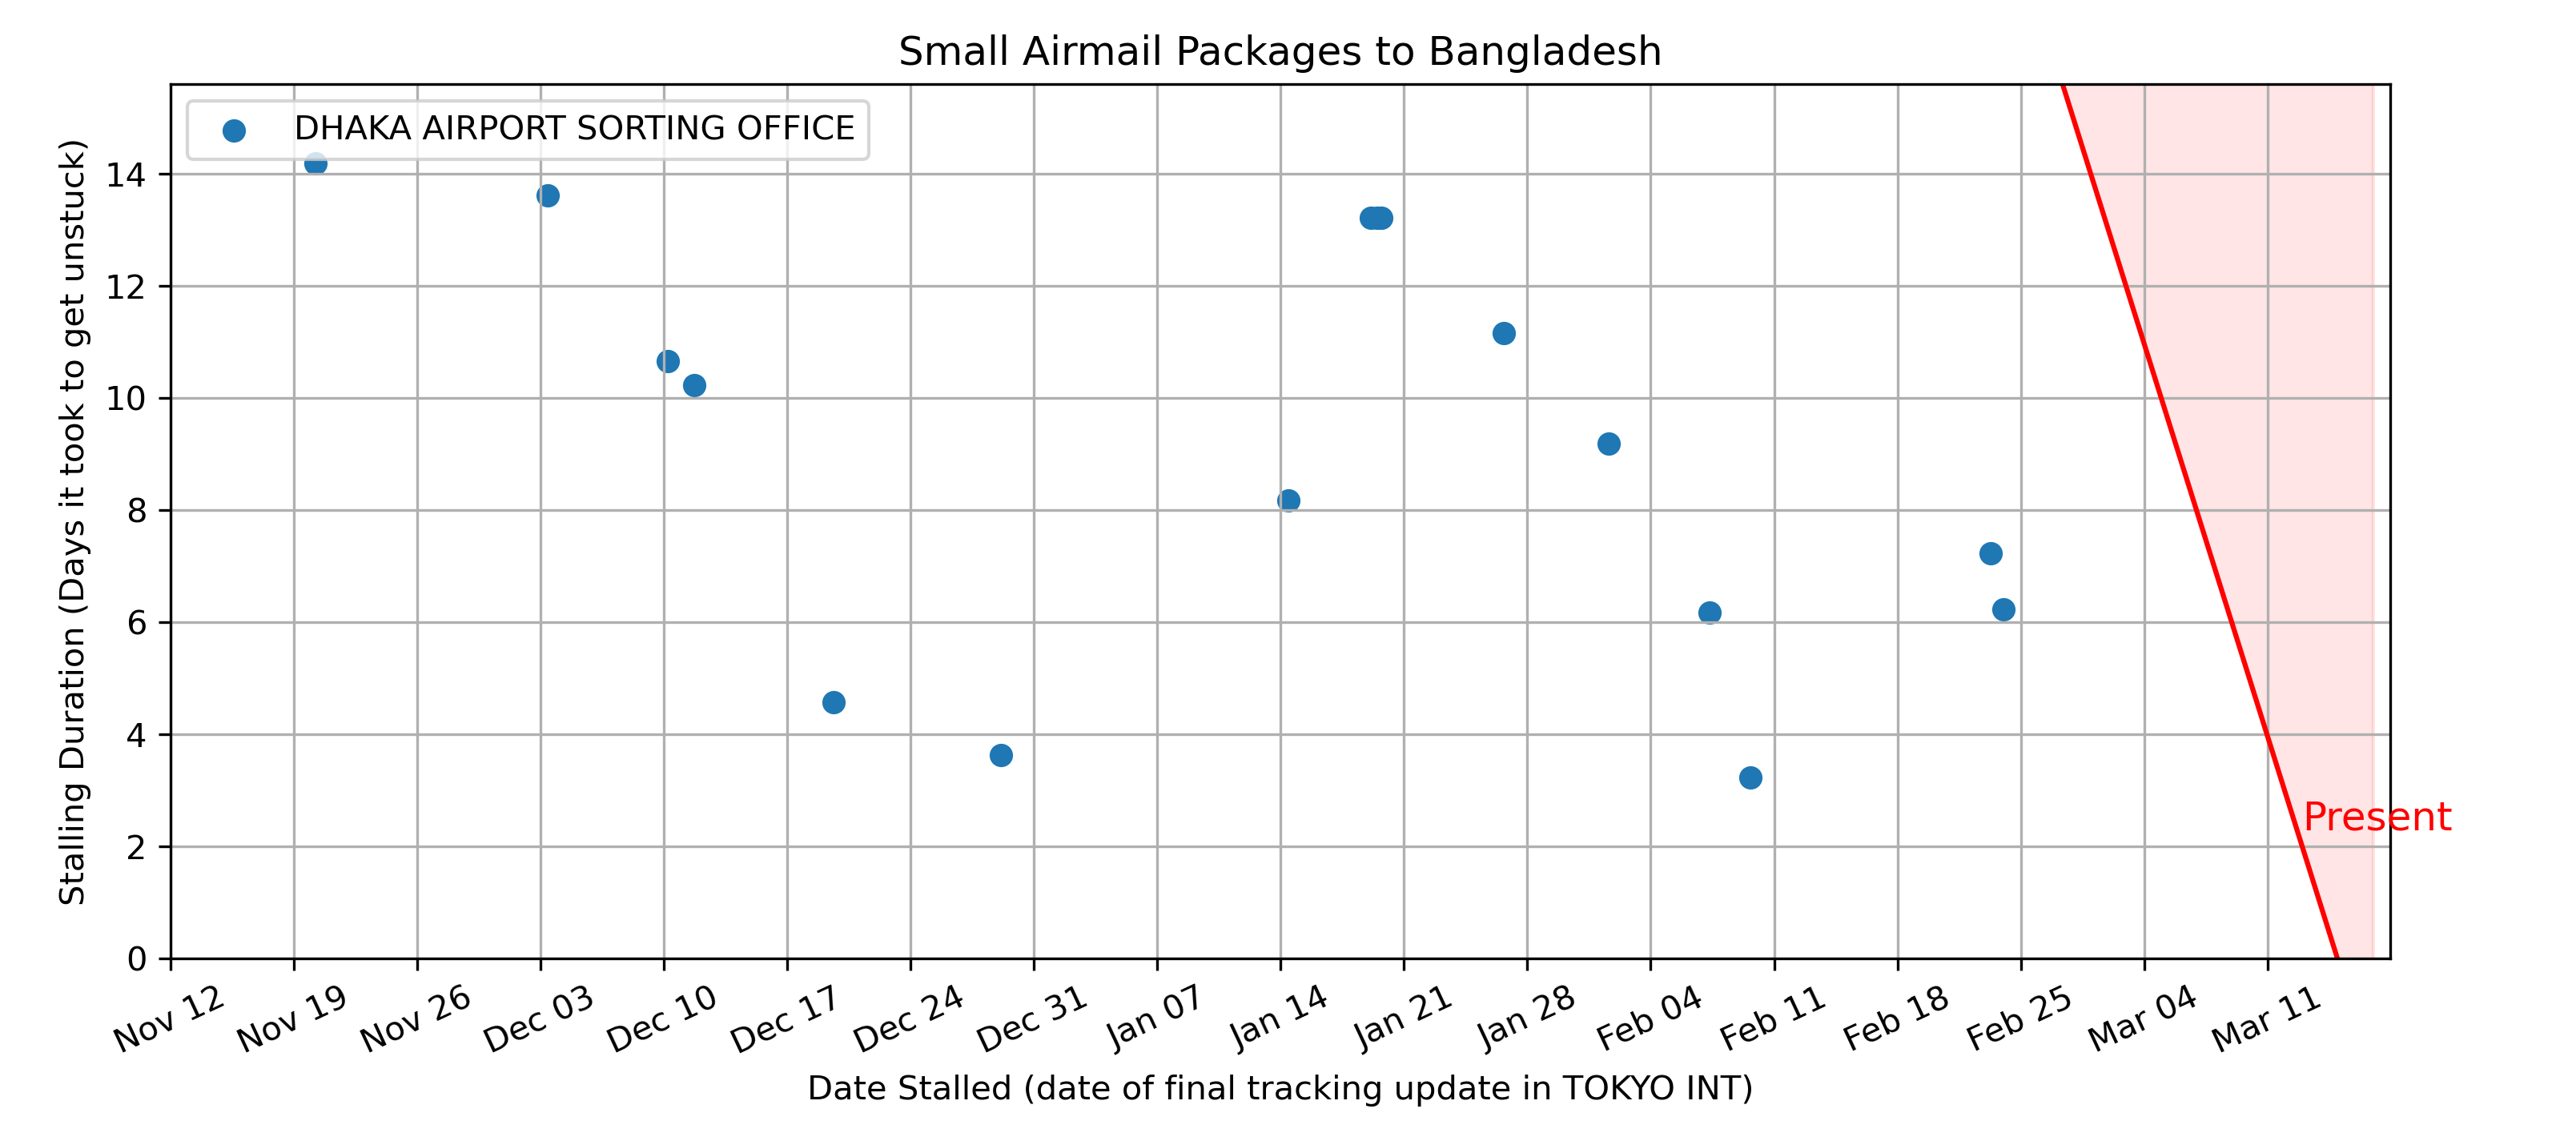 Small Airmail Packages to Bangladesh
DHAKA AIRPORT SORTING OFFICE
Stalling Duration (Days it took to get unstuck)
14
12
10
8
6
4
2
0
Present
Nov 12
Nov 19
Nov 26
Dec 03
Dec 10
Dec 17
Dec 24
Dec 31
Jan 07
Jan 14
Jan 21
Jan 28
Feb 04
Feb 11
Feb 18
Feb 25
Mar 04
Mar 11
Date Stalled (date of final tracking update in TOKYO INT)